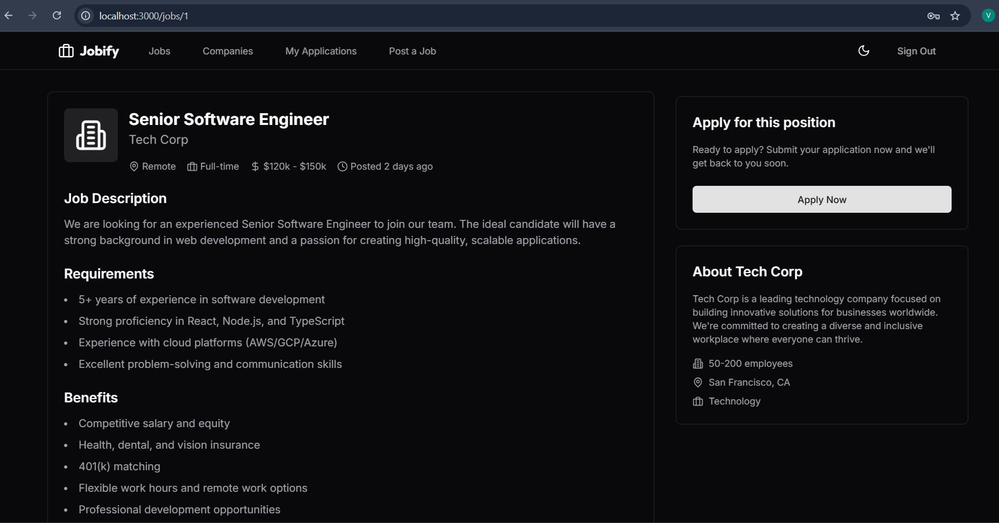 localhost:3000/jobs/1
V
Jobify
Jobs
Companies
My Applications
Post a Job
Sign Out
Senior Software Engineer
Tech Corp
Remote
Full-time
$ $120k - $150k
Posted 2 days ago
Job Description
We are looking for an experienced Senior Software Engineer to join our team. The ideal candidate will have a
strong background in web development and a passion for creating high-quality, scalable applications.
Requirements
• 5+ years of experience in software development
• Strong proficiency in React, Node.js, and TypeScript
• Experience with cloud platforms (AWS/GCP/Azure)
• Excellent problem-solving and communication skills
Benefits
• Competitive salary and equity
• Health, dental, and vision insurance
• 401(k) matching
• Flexible work hours and remote work options
• Professional development opportunities
Apply for this position
Ready to apply? Submit your application now and we'll
get back to you soon.
Apply Now
About Tech Corp
Tech Corp is a leading technology company focused on
building innovative solutions for businesses worldwide.
We're committed to creating a diverse and inclusive
workplace where everyone can thrive.
50-200 employees
San Francisco, CA
Technology